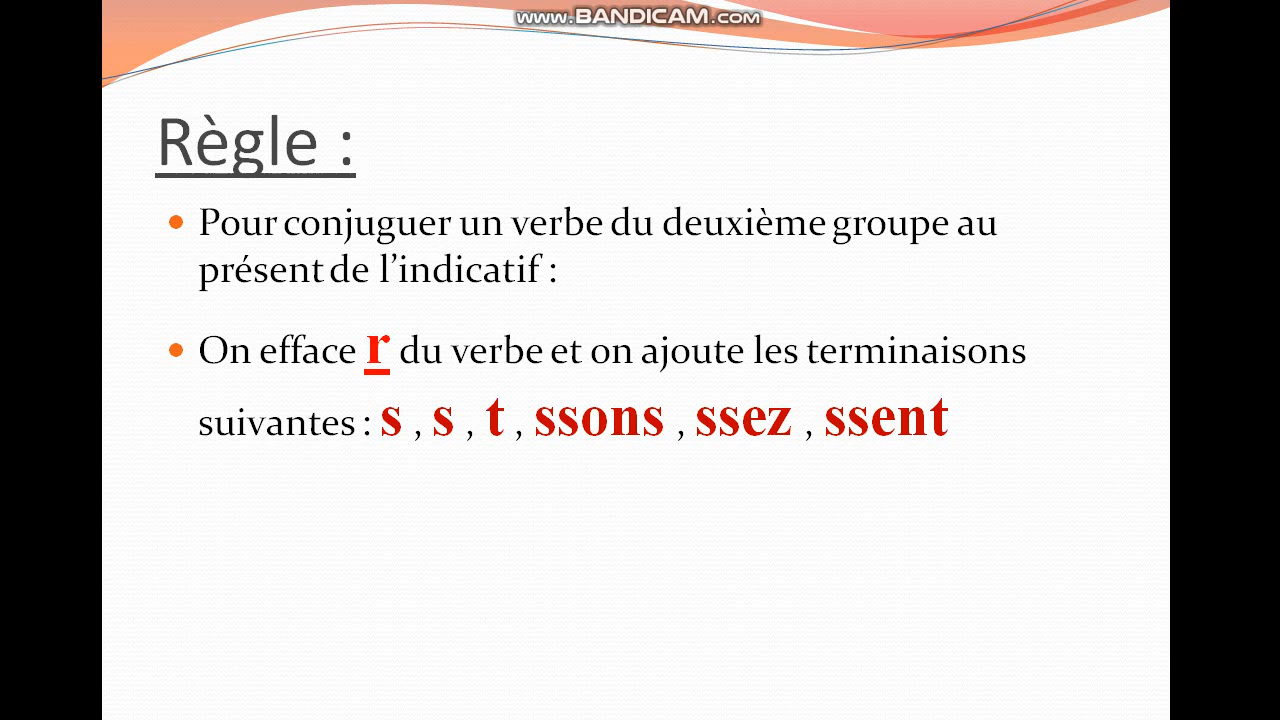 www.BANDICAM.com
Règle :
Pour conjuguer un verbe du deuxième groupe au
présent de l’indicatif :
On efface r du verbe et on ajoute les terminaisons
suivantes : s , s , t , ssons , ssez , ssent